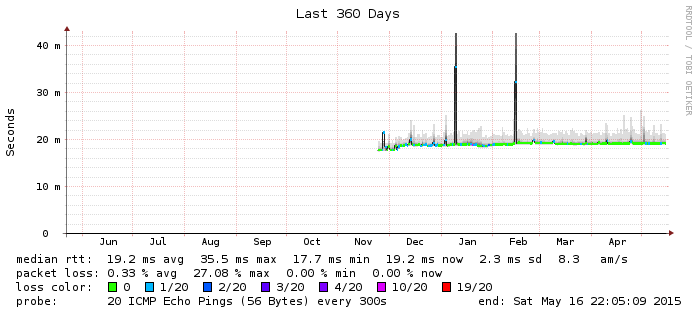 Last 360 Days
RRDTOOL / TOBI OETIKER
Seconds
40 m
30 m
20 m
10 m
0
Jun Jul Aug Sep Oct Nov Dec Jan Feb Mar Apr
median rtt: 19.2 ms avg 35.5 ms max 17.7 ms min 19.2 ms now 2.3 ms sd 8.3 am/s
packet loss: 0.33 % avg 27.08 % max 0.00 % min 0.00 % now
loss color: 0 1/20 2/20 3/20 4/20 10/20 19/20
probe: 20 ICMP Echo Pings (56 Bytes) every 300s end: Sat May 16 22:05:09 2015